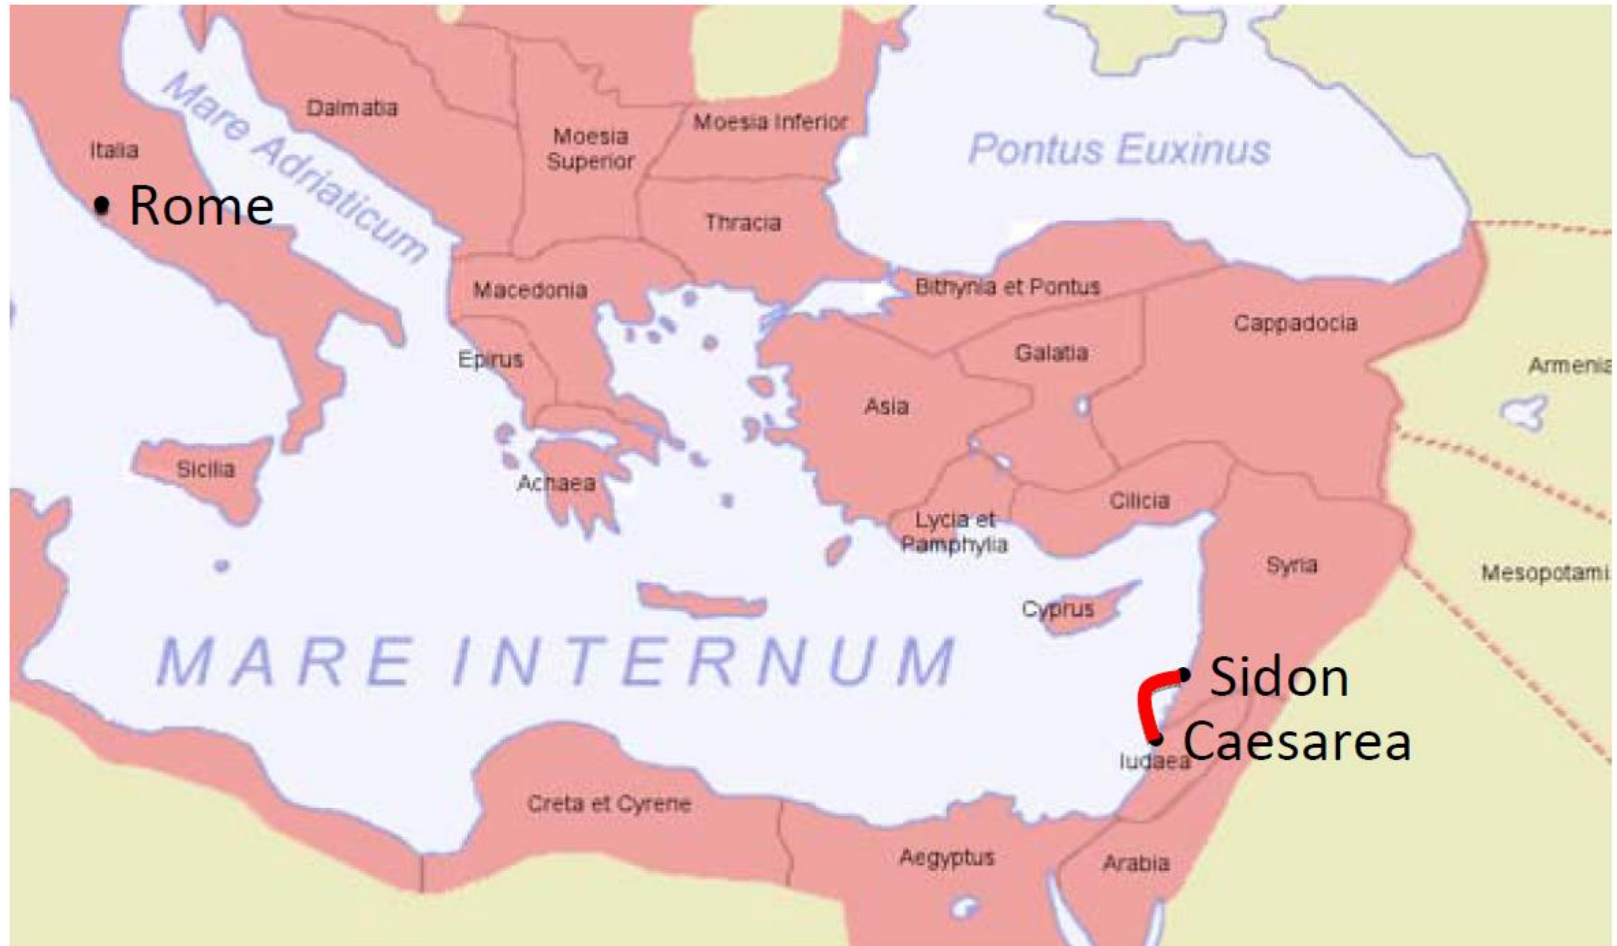 Dalmatia
Moesia
Superior
Moesia Inferior
Mare Adriaticum
Italia
Rome
Pontus Euxinus
Thracia
Macedonia
Bithynia et Pontus
Cappadocia
Epirus
Galatia
Armenia
Asia
Sicilia
Achaea
Cilicia
Lycia et
Pamphylia
Syria
Mesopotami
Cyprus
MARE INTERNUM
Sidon
Caesarea
Iudaea
Creta et Cyrene
Aegyptus
Arabia